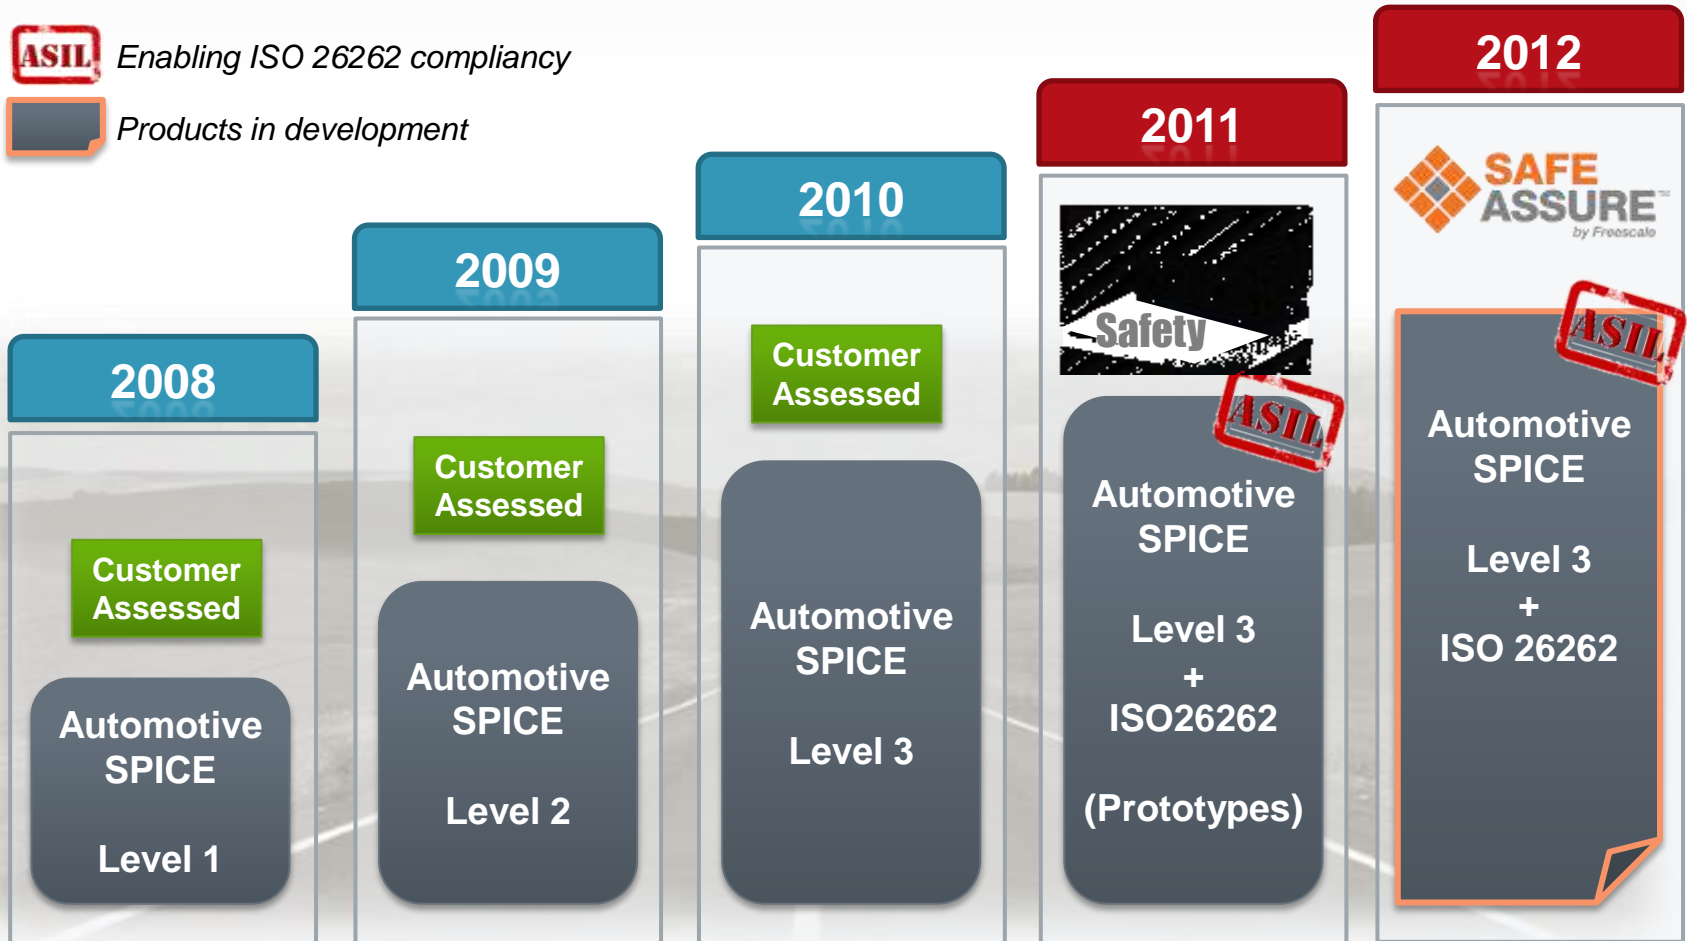 ASIL Enabling ISO 26262 compliancy
Products in development
2008
Customer
Assessed
Automotive
SPICE
Level 1
2009
Customer
Assessed
Automotive
SPICE
Level 2
2010
Customer
Assessed
Automotive
SPICE
Level 3
2011
Safety
ASIL
Automotive
SPICE
Level 3
+
ISO26262
(Prototypes)
2012
SAFE
ASSURE™
by Freescale
ASIL
Automotive
SPICE
Level 3
+
ISO 26262